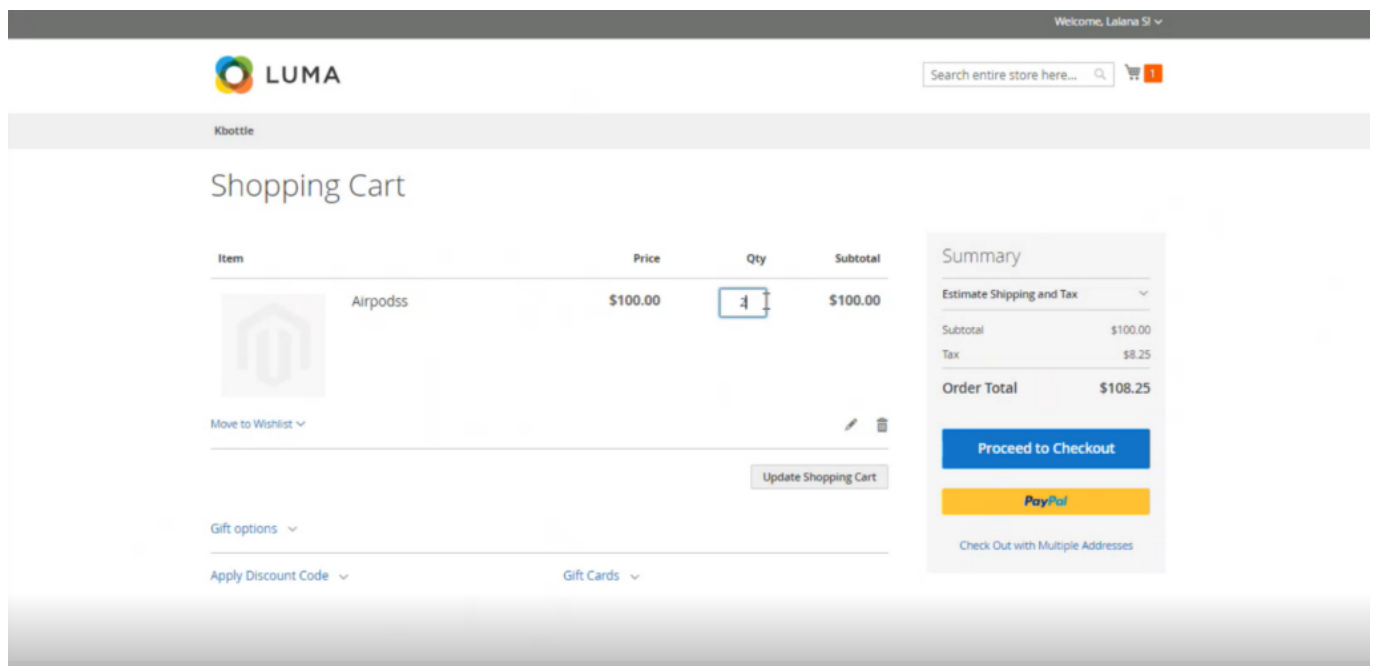 Welcome, Lalana S!
LUMA
Search entire store here...
1
Kbottle
Shopping Cart
Item Price Qty Subtotal
Airpodss $100.00 2 $100.00
Move to Wishlist
Update Shopping Cart
Gift options
Apply Discount Code Gift Cards
Summary
Estimate Shipping and Tax
Subtotal $100.00
Tax $8.25
Order Total $108.25
Proceed to Checkout
PayPal
Check Out with Multiple Addresses